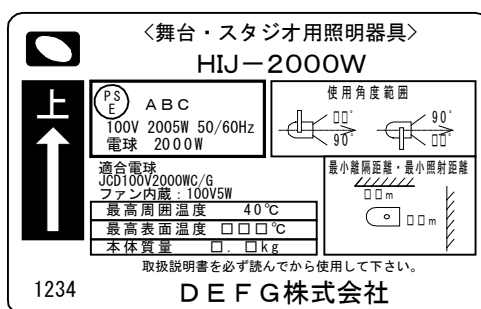 〈舞台・スタジオ用照明器具〉
HIJ－2000W
上
PS
E
ＡＢＣ
100V 2005W 50/60Hz
電球 2000W
使用角度範囲
□□°
90°
90°
□□°
適合電球
JCD100V2000WC/G
ファン内蔵：100V5W
最高周囲温度 40℃
最高表面温度 □□□℃
本体質量 □．□kg
最小離隔距離・最小照射距離
□□m
□□m
取扱説明書を必ず読んでから使用して下さい。
1234
ＤＥＦＧ株式会社